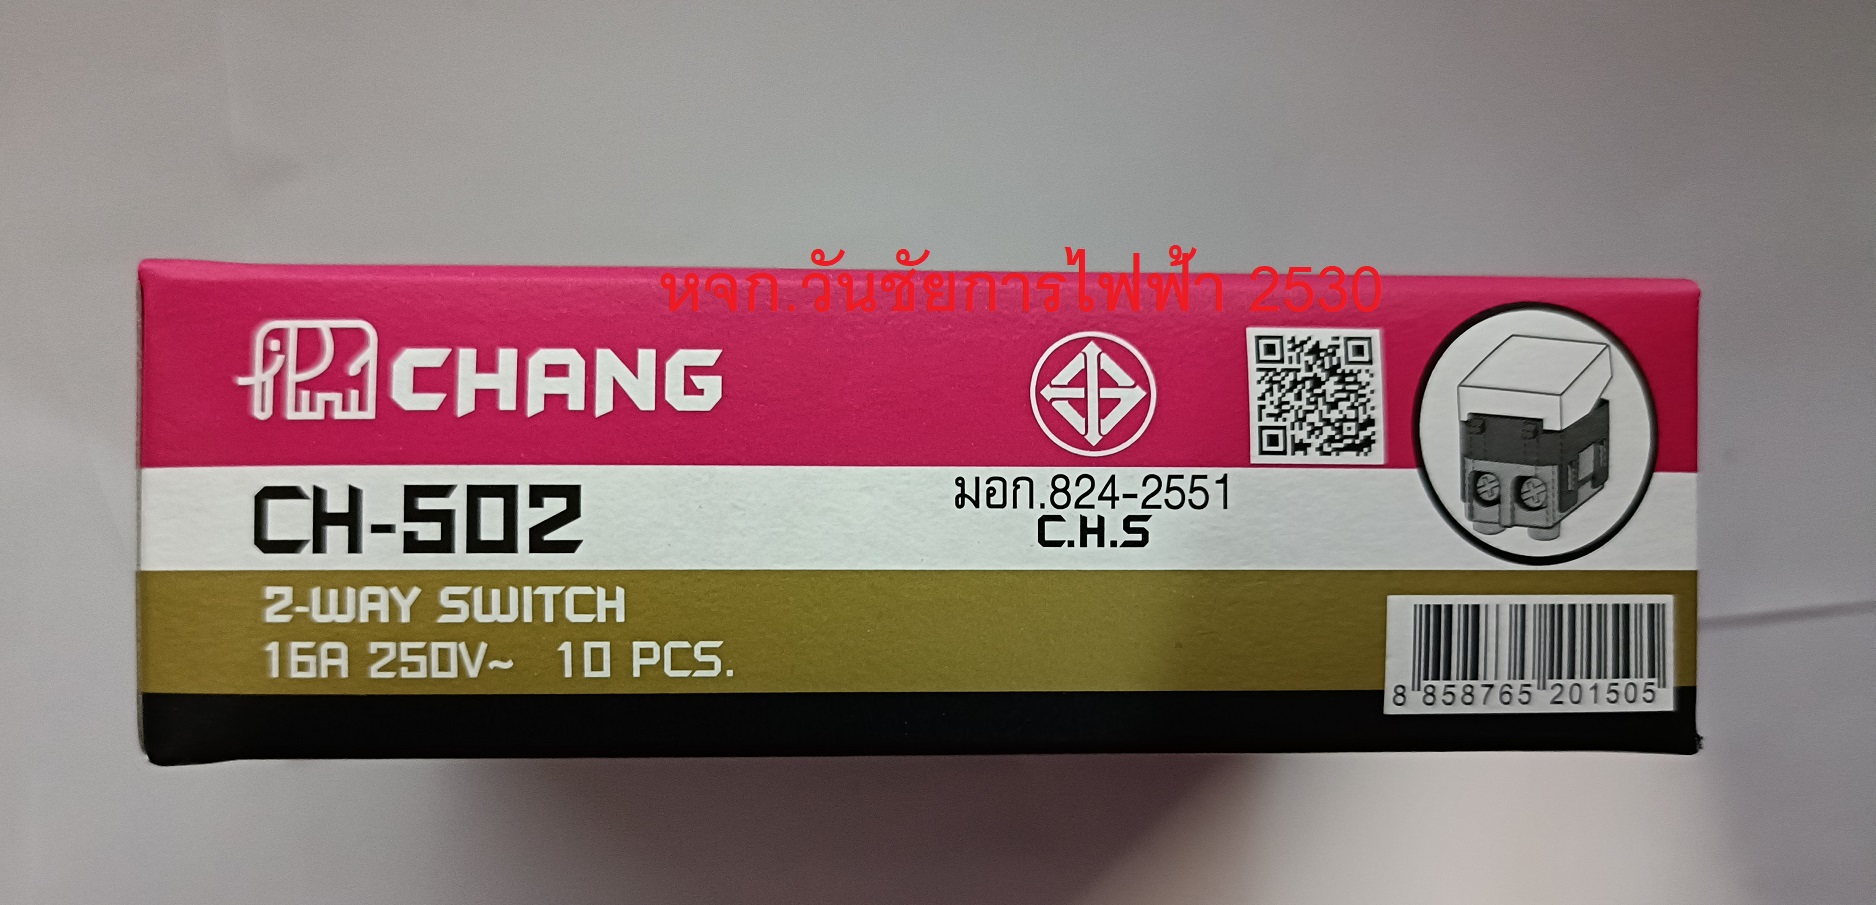 หจก.วันชัยการไฟฟ้า 2530
CHANG
CH-502
มอก.824-2551
C.H.S
2-WAY SWITCH
16A 250V~ 10 PCS.
8 858765 201505